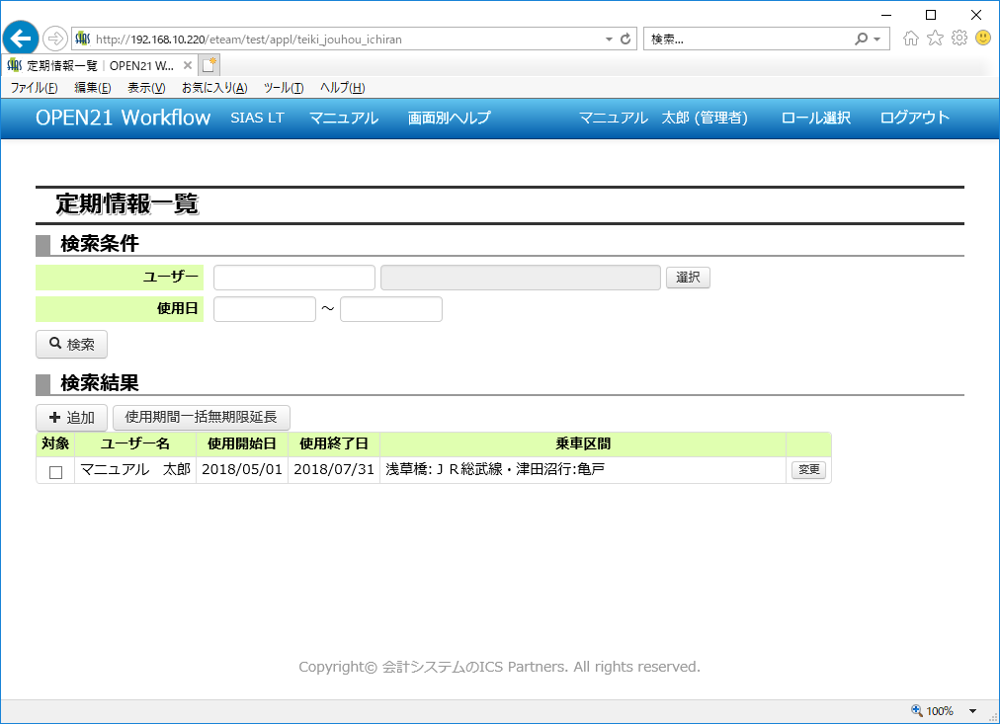 http://192.168.10.220/eteam/test/appl/teiki_jouhou_ichiran
検索...
定期情報一覧 | OPEN21 W...
ファイル(F) 編集(E) 表示(V) お気に入り(A) ツール(T) ヘルプ(H)
OPEN21 Workflow SIAS LT マニュアル 画面別ヘルプ マニュアル 太郎 (管理者) ロール選択 ログアウト
定期情報一覧
検索条件
ユーザー 選択
使用日 ～
検索
検索結果
追加 使用期間一括無期限延長
対象 ユーザー名 使用開始日 使用終了日 乗車区間
マニュアル 太郎 2018/05/01 2018/07/31 浅草橋:ＪＲ総武線・津田沼行:亀戸 変更
Copyright© 会計システムのICS Partners. All rights reserved.
100%